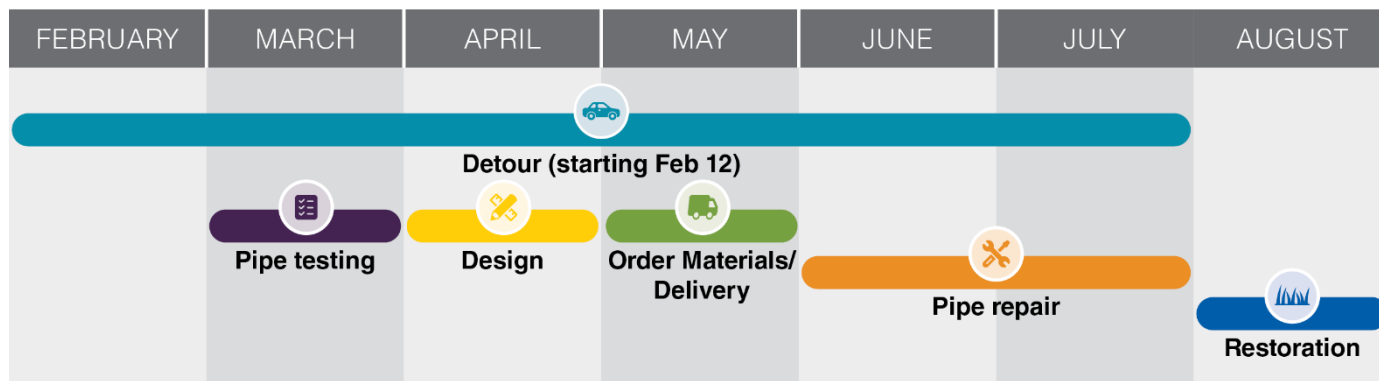 FEBRUARY
MARCH
APRIL
MAY
JUNE
JULY
AUGUST
Detour (starting Feb 12)
Pipe testing
Design
Order Materials/
Delivery
Pipe repair
Restoration